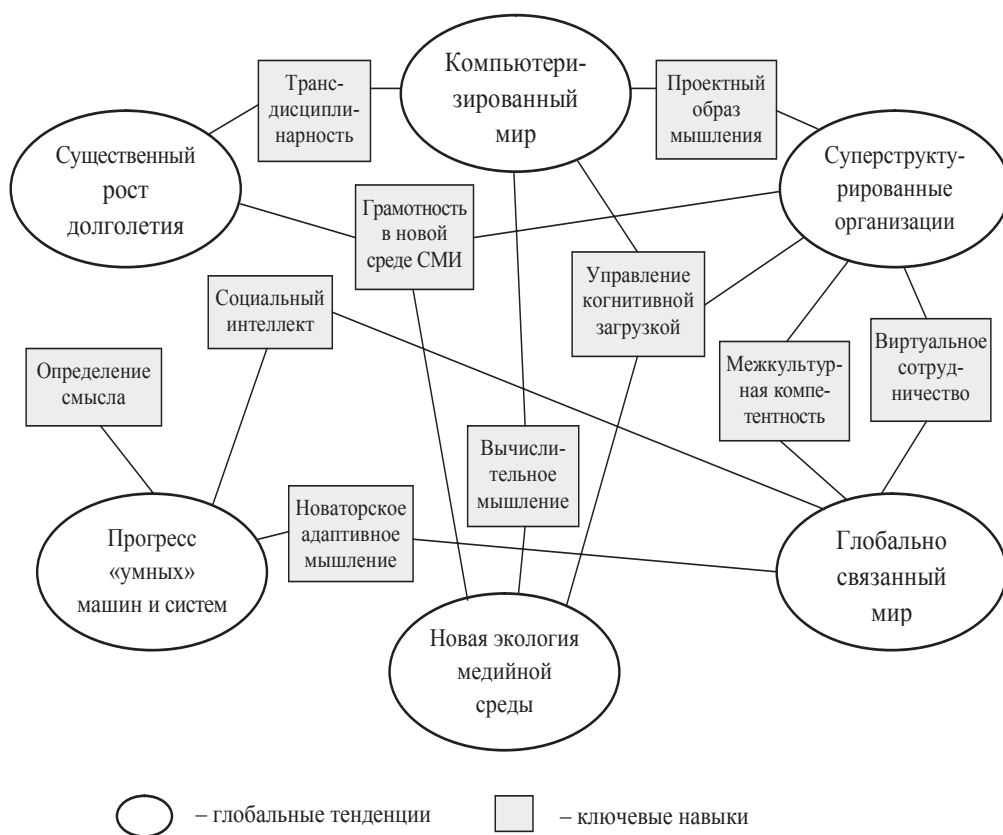 Компьютери-
зированный
мир
Транс-
дисципли-
нарность
Проектный
образ
мышления
Существенный
рост
долголетия
Суперструкту-
рированные
организации
Грамотность
в новой
среде СМИ
Управление
когнитивной
загрузкой
Социальный
интеллект
Определение
смысла
Межкультур-
ная компе-
тентность
Виртуальное
сотруд-
ничество
Вычисли-
тельное
мышление
Новаторское
адаптивное
мышление
Прогресс
«умных»
машин и систем
Глобально
связанный
мир
Новая экология
медийной
среды
– глобальные тенденции
– ключевые навыки